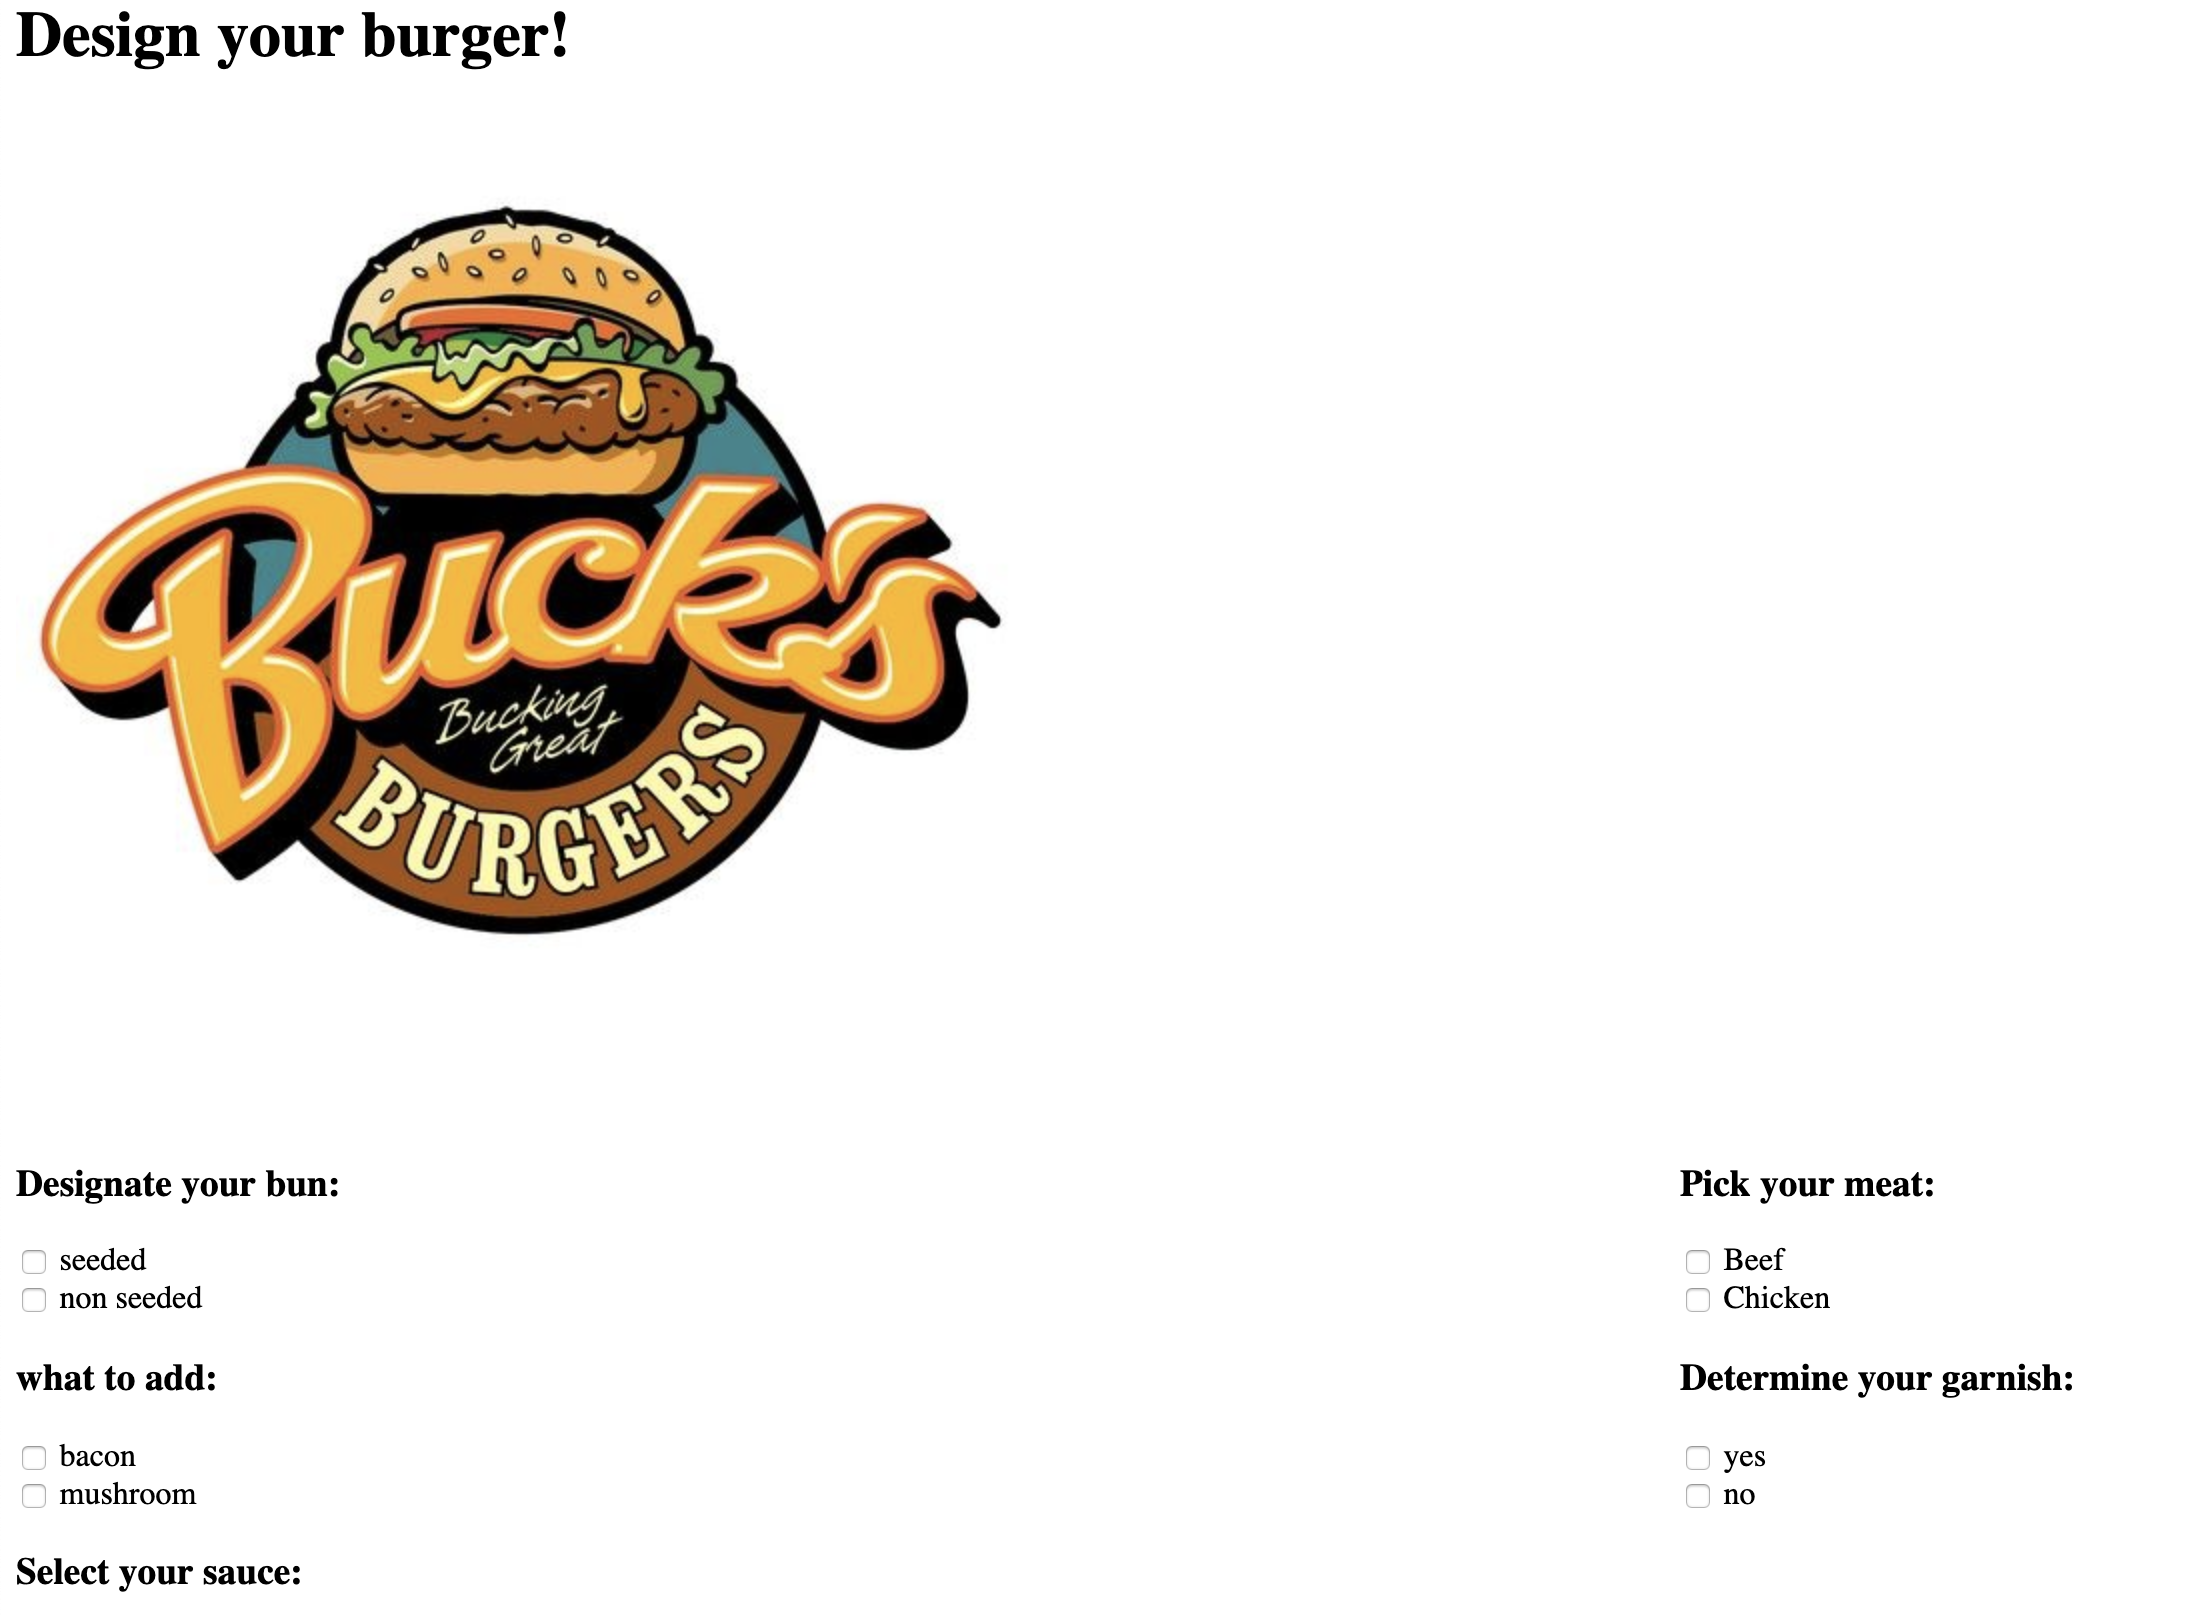 Design your burger!
Buck's
Bucking
Great
BURGERS
Designate your bun:
seeded
non seeded
Pick your meat:
Beef
Chicken
what to add:
bacon
mushroom
Determine your garnish:
yes
no
Select your sauce: